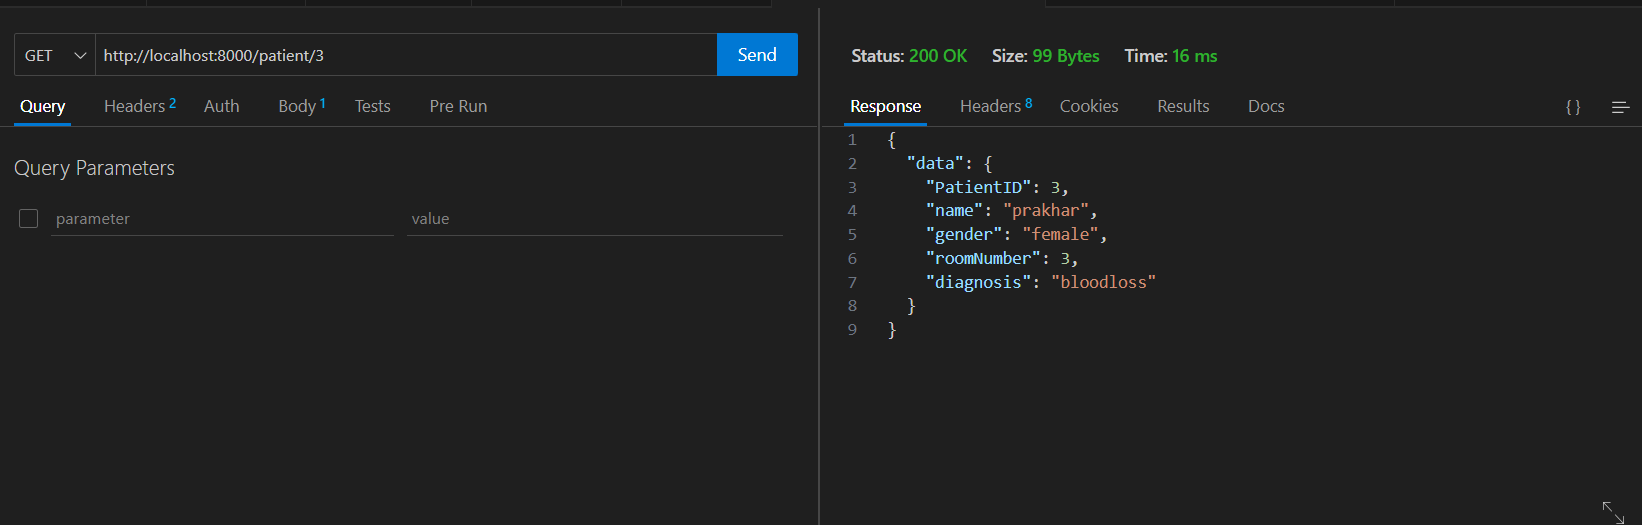 GET http://localhost:8000/patient/3 Send
Query Headers 2 Auth Body 1 Tests Pre Run
Query Parameters
parameter value
Status: 200 OK Size: 99 Bytes Time: 16 ms
Response Headers 8 Cookies Results Docs { }
1 {
2 "data": {
3 "PatientID": 3,
4 "name": "prakhar",
5 "gender": "female",
6 "roomNumber": 3,
7 "diagnosis": "bloodloss"
8 }
9 }